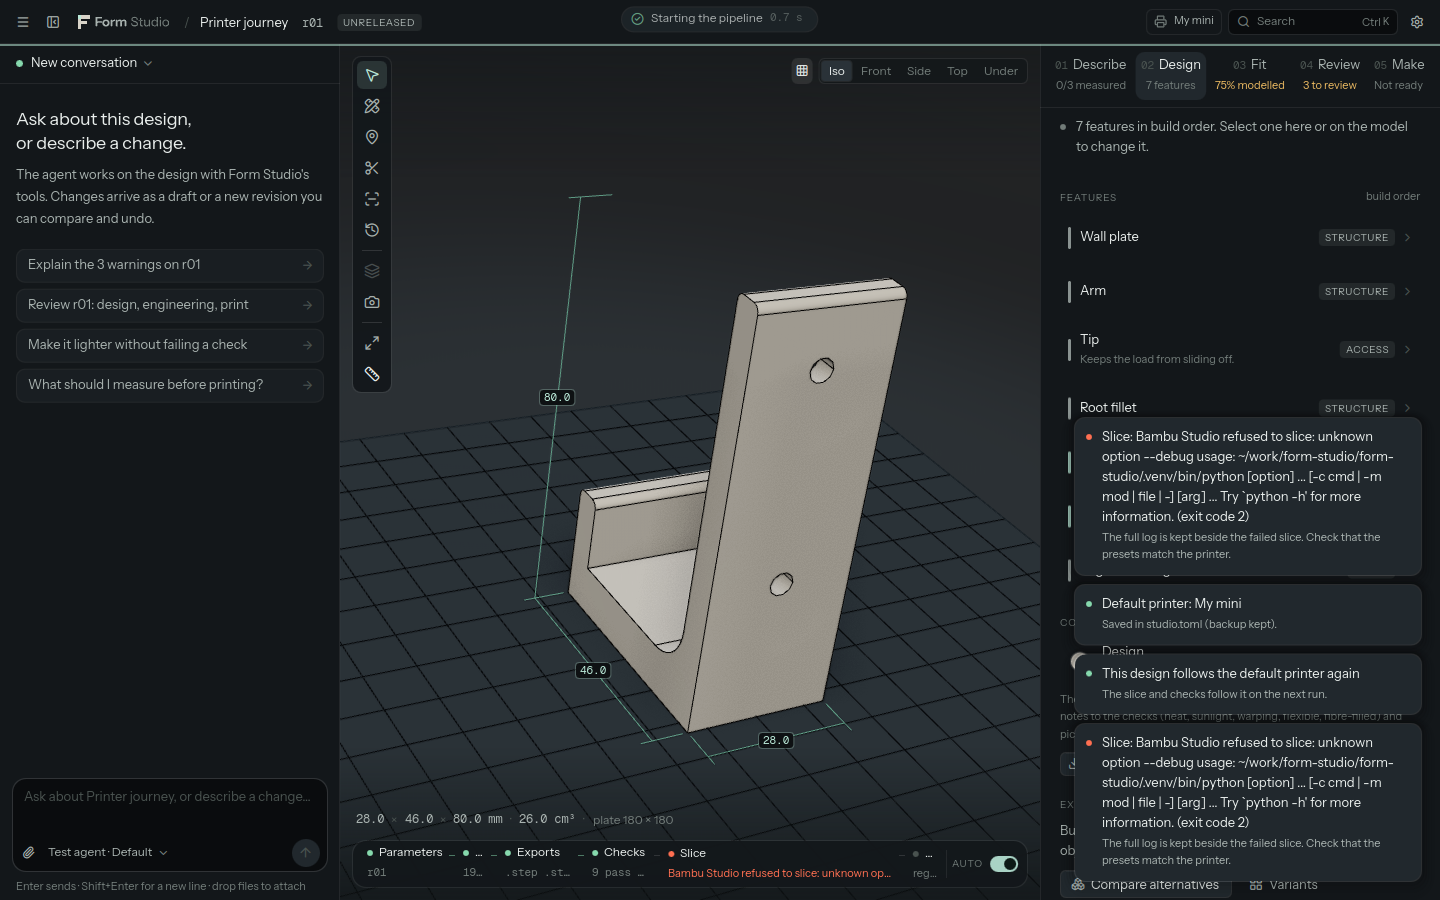 Form Studio / Printer journey r01 UNRELEASED
Starting the pipeline 0.7 s
My mini
Search Ctrl K
New conversation
Ask about this design,
or describe a change.
The agent works on the design with Form Studio's
tools. Changes arrive as a draft or a new revision you
can compare and undo.
Explain the 3 warnings on r01
Review r01: design, engineering, print
Make it lighter without failing a check
What should I measure before printing?
Ask about Printer journey, or describe a change...
Test agent · Default
Enter sends · Shift+Enter for a new line · drop files to attach
Iso Front Side Top Under
80.0
46.0
28.0
28.0 × 46.0 × 80.0 mm · 26.0 cm³ · plate 180 × 180
Parameters
r01
...
19...
Exports
.step .st...
Checks
9 pass ...
Slice
Bambu Studio refused to slice: unknown op...
...
reg...
AUTO
01 Describe
0/3 measured
02 Design
7 features
03 Fit
75% modelled
04 Review
3 to review
05 Make
Not ready
7 features in build order. Select one here or on the model
to change it.
FEATURES build order
Wall plate STRUCTURE
Arm STRUCTURE
Tip ACCESS
Keeps the load from sliding off.
Root fillet STRUCTURE
Slice: Bambu Studio refused to slice: unknown
option --debug usage: ~/work/form-studio/form-
studio/.venv/bin/python [option] ... [-c cmd | -m
mod | file | -] [arg] ... Try `python -h' for more
information. (exit code 2)
The full log is kept beside the failed slice. Check that the
presets match the printer.
Default printer: My mini
Saved in studio.toml (backup kept).
Design
This design follows the default printer again
The slice and checks follow it on the next run.
notes to the checks (heat, sunlight, warping, flexible, fibre-filled) and
Slice: Bambu Studio refused to slice: unknown
option --debug usage: ~/work/form-studio/form-
studio/.venv/bin/python [option] ... [-c cmd | -m
mod | file | -] [arg] ... Try `python -h' for more
information. (exit code 2)
The full log is kept beside the failed slice. Check that the
presets match the printer.
Compare alternatives Variants